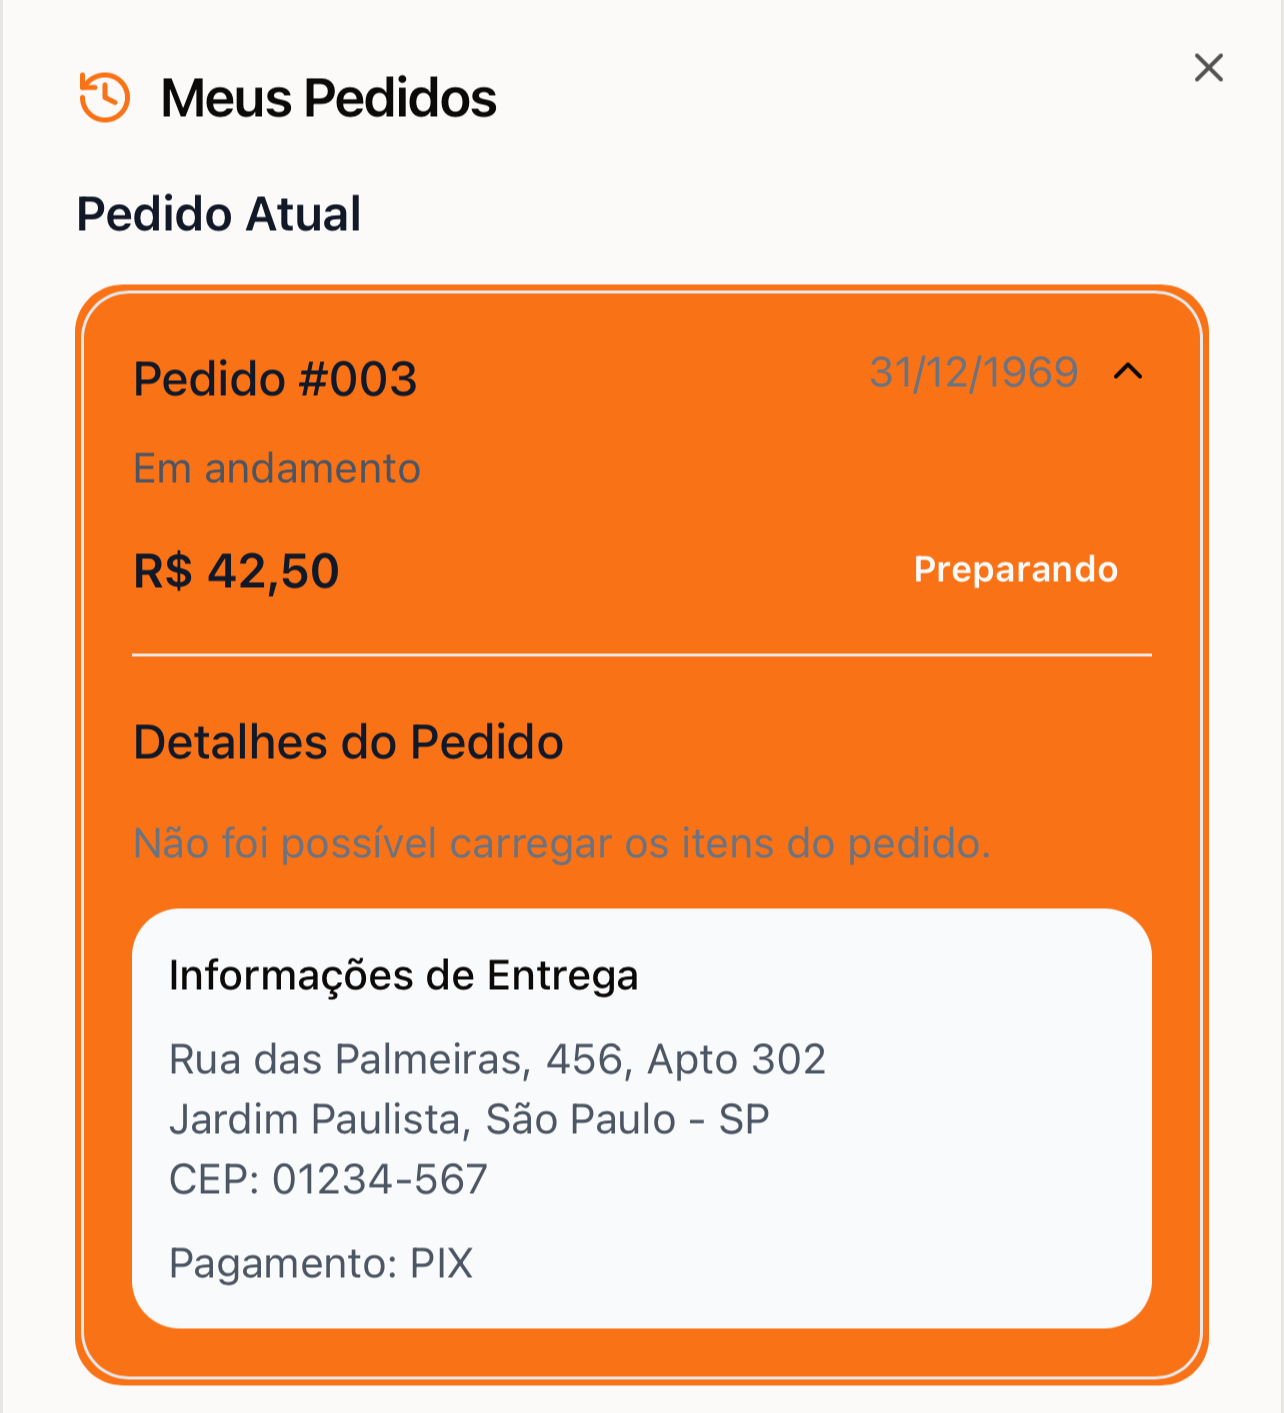 Meus Pedidos
Pedido Atual
Pedido #003
31/12/1969
Em andamento
R$ 42,50
Preparando
Detalhes do Pedido
Não foi possível carregar os itens do pedido.
Informações de Entrega
Rua das Palmeiras, 456, Apto 302
Jardim Paulista, São Paulo - SP
CEP: 01234-567
Pagamento: PIX